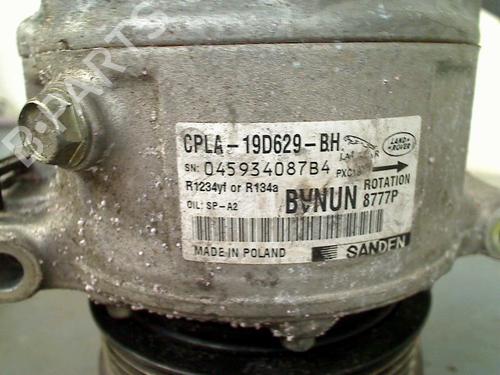 B-PARTS
CPLA-19D629-BH
LAND ROVER
SN: 045934087B4
R1234yf or R134a
ROTATION
OIL: SP-A2
BVNUN
8777P
MADE IN POLAND
SANDEN